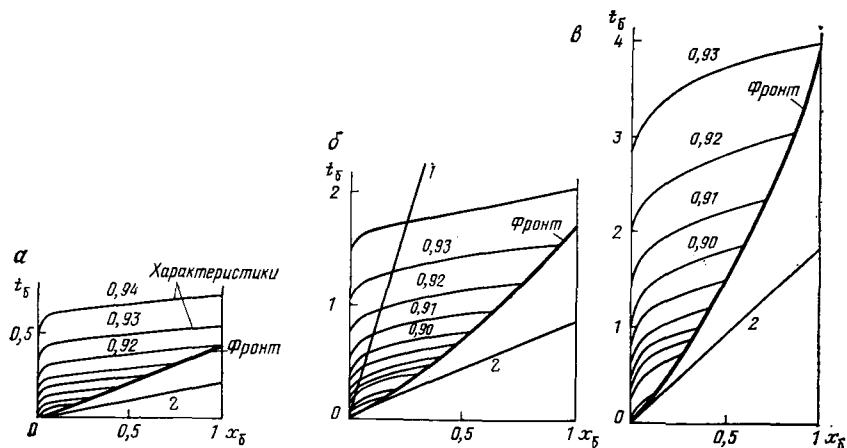 а
t_б
0,5
0
Характеристики
0,94
0,93
0,92
Фронт
2
0,5
1 x_б
б
t_б
2
1
0
1
Фронт
0,93
0,92
0,91
0,90
2
0,5
1 x_б
в
t_б
4
3
2
1
0
0,93
Фронт
0,92
0,91
0,90
2
0,5
1 x_б